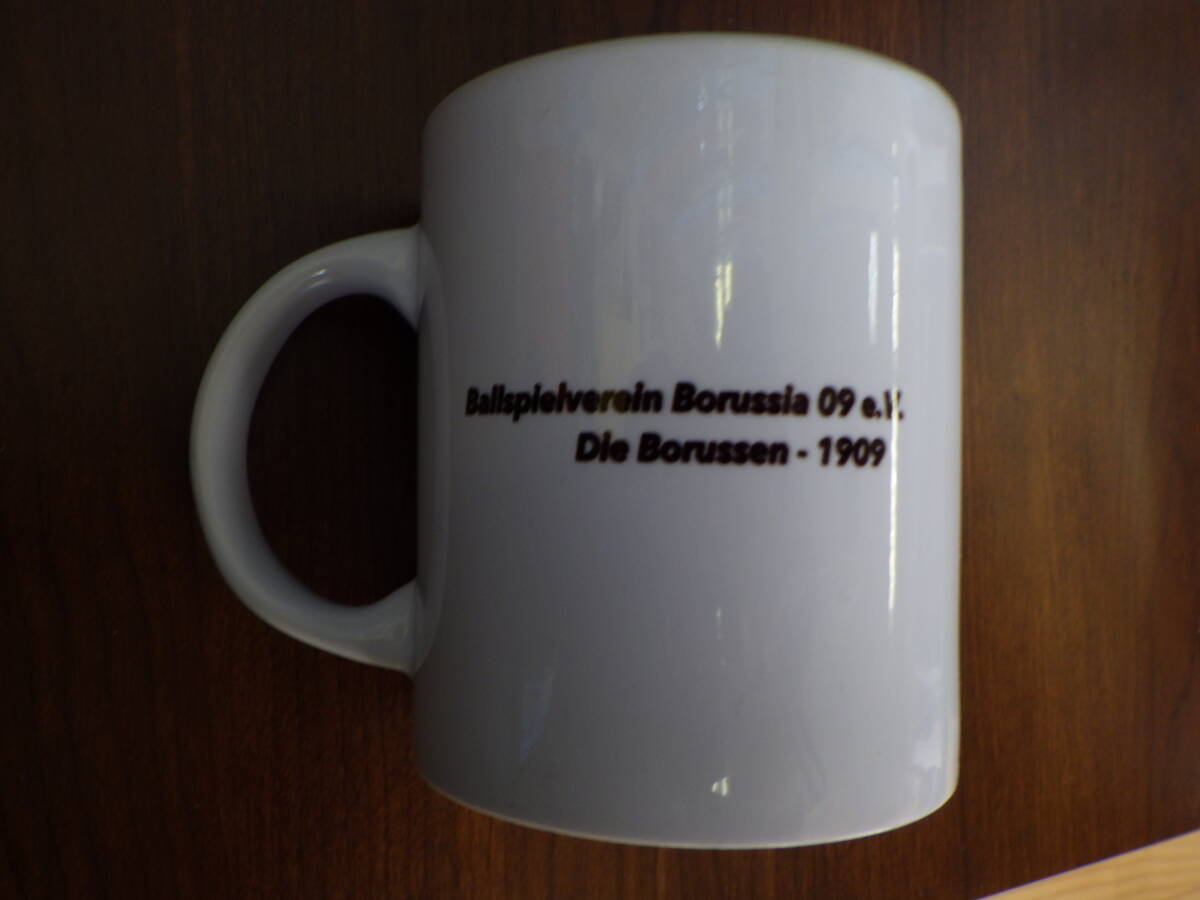 Ballspielverein Borussia 09 e.V.
Die Borussen - 1909